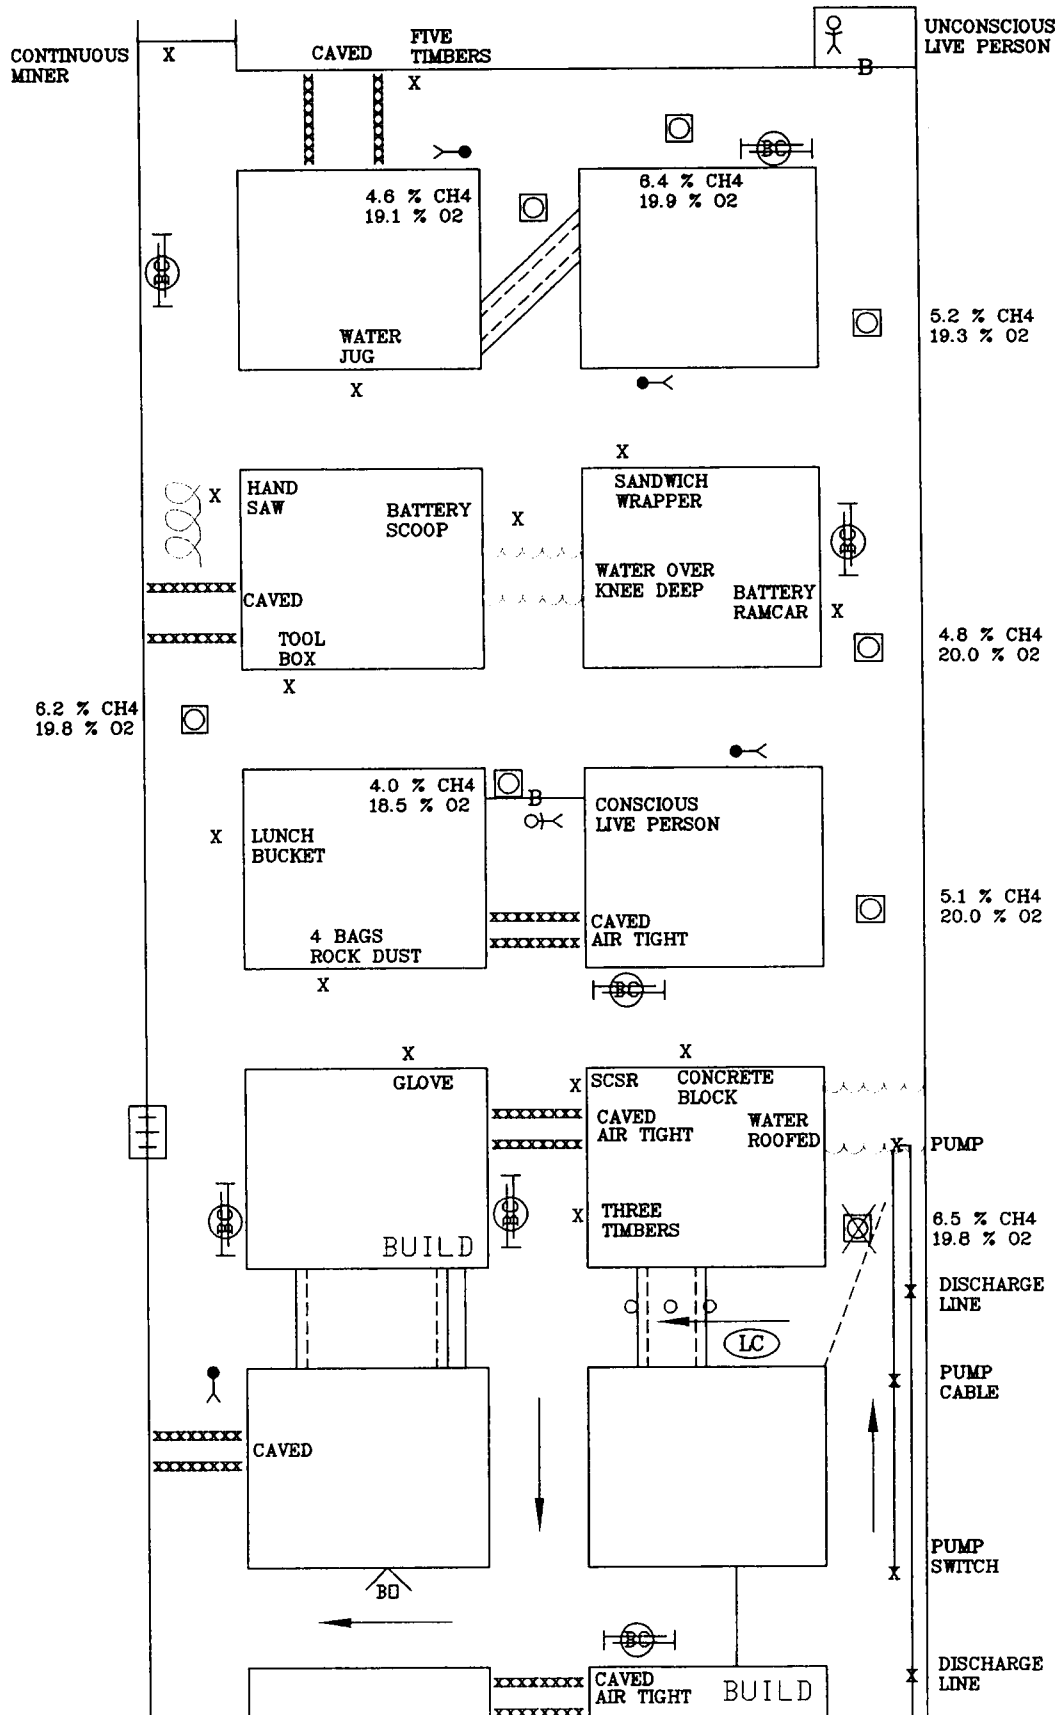 CONTINUOUS
MINER
X
CAVED
FIVE
TIMBERS
X
UNCONSCIOUS
LIVE PERSON
B
BC
4.6 % CH4
19.1 % O2
6.4 % CH4
19.9 % O2
BC
WATER
JUG
X
5.2 % CH4
19.3 % O2
X
X
HAND
SAW
BATTERY
SCOOP
X
SANDWICH
WRAPPER
BC
CAVED
WATER OVER
KNEE DEEP
BATTERY
RAMCAR
X
TOOL
BOX
X
4.8 % CH4
20.0 % O2
6.2 % CH4
19.8 % O2
4.0 % CH4
18.5 % O2
B
CONSCIOUS
LIVE PERSON
X
LUNCH
BUCKET
5.1 % CH4
20.0 % O2
4 BAGS
ROCK DUST
CAVED
AIR TIGHT
X
BC
X
GLOVE
X
X
SCSR
CONCRETE
BLOCK
CAVED
AIR TIGHT
WATER
ROOFED
X
PUMP
BC
BC
X
THREE
TIMBERS
6.5 % CH4
19.8 % O2
BUILD
X
DISCHARGE
LINE
LC
X
PUMP
CABLE
CAVED
X
PUMP
SWITCH
BO
BC
CAVED
AIR TIGHT
BUILD
X
DISCHARGE
LINE